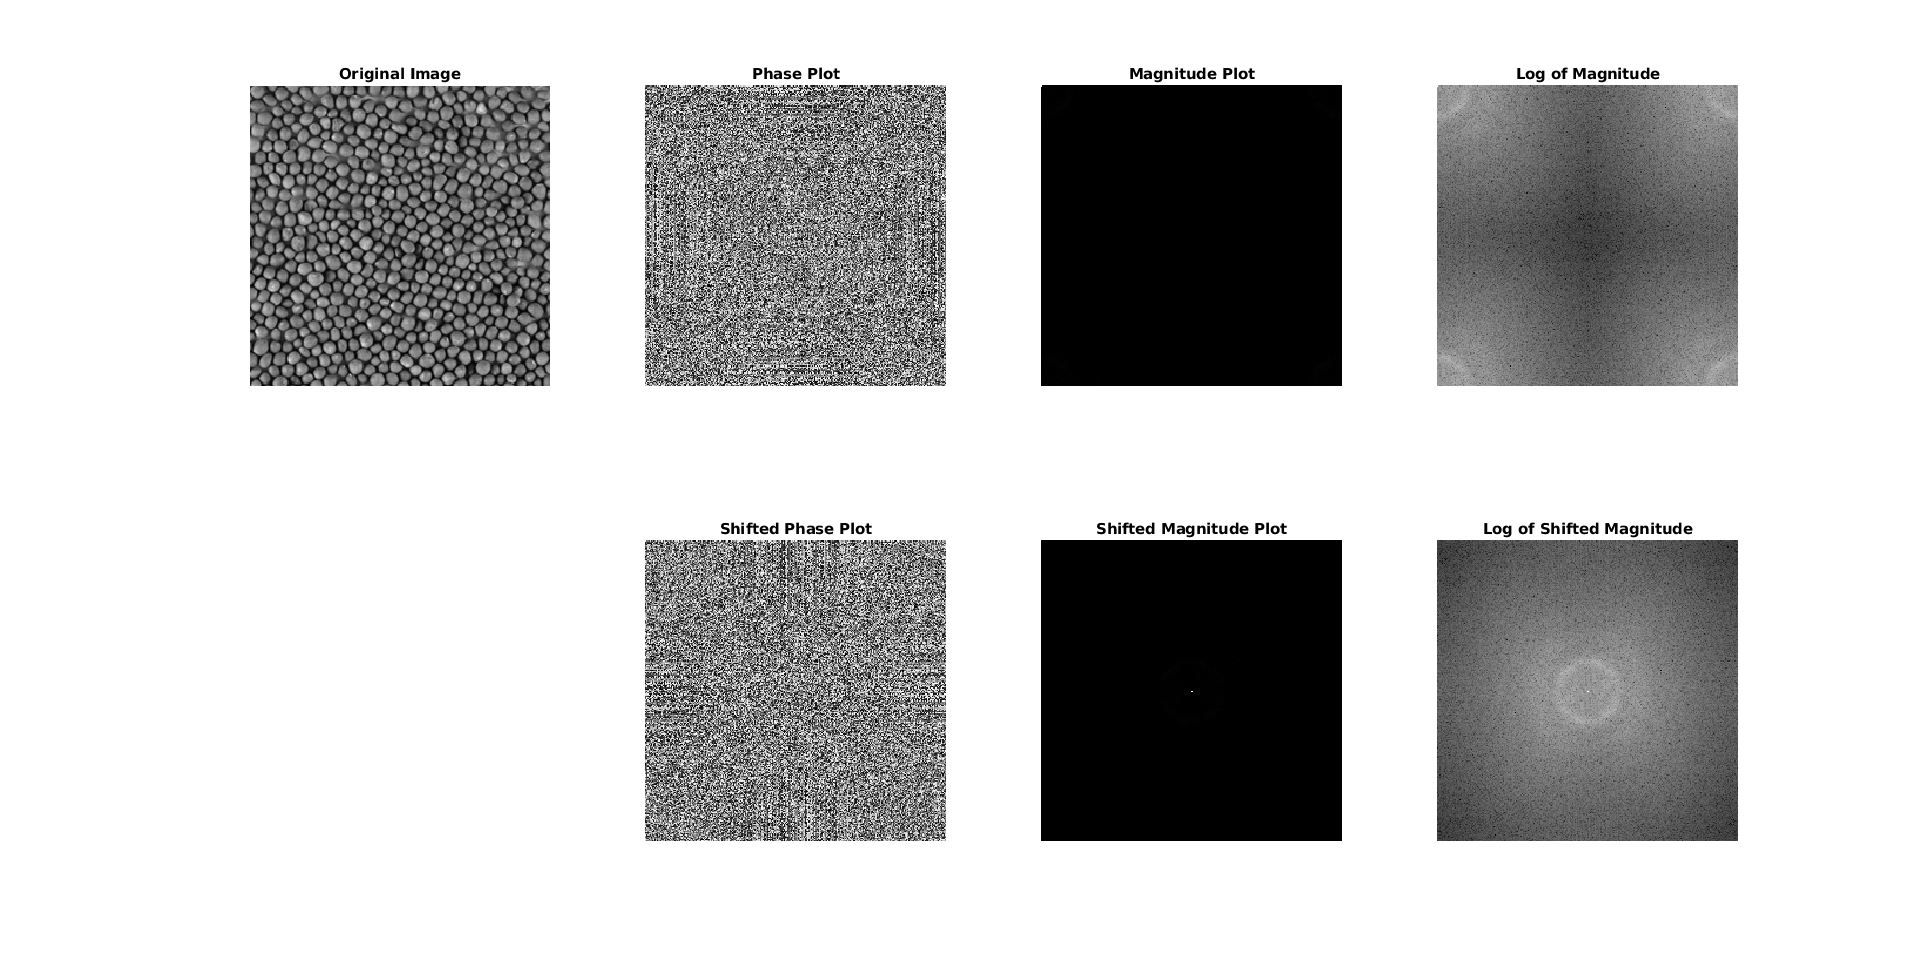 Original Image
Phase Plot
Magnitude Plot
Log of Magnitude
Shifted Phase Plot
Shifted Magnitude Plot
Log of Shifted Magnitude